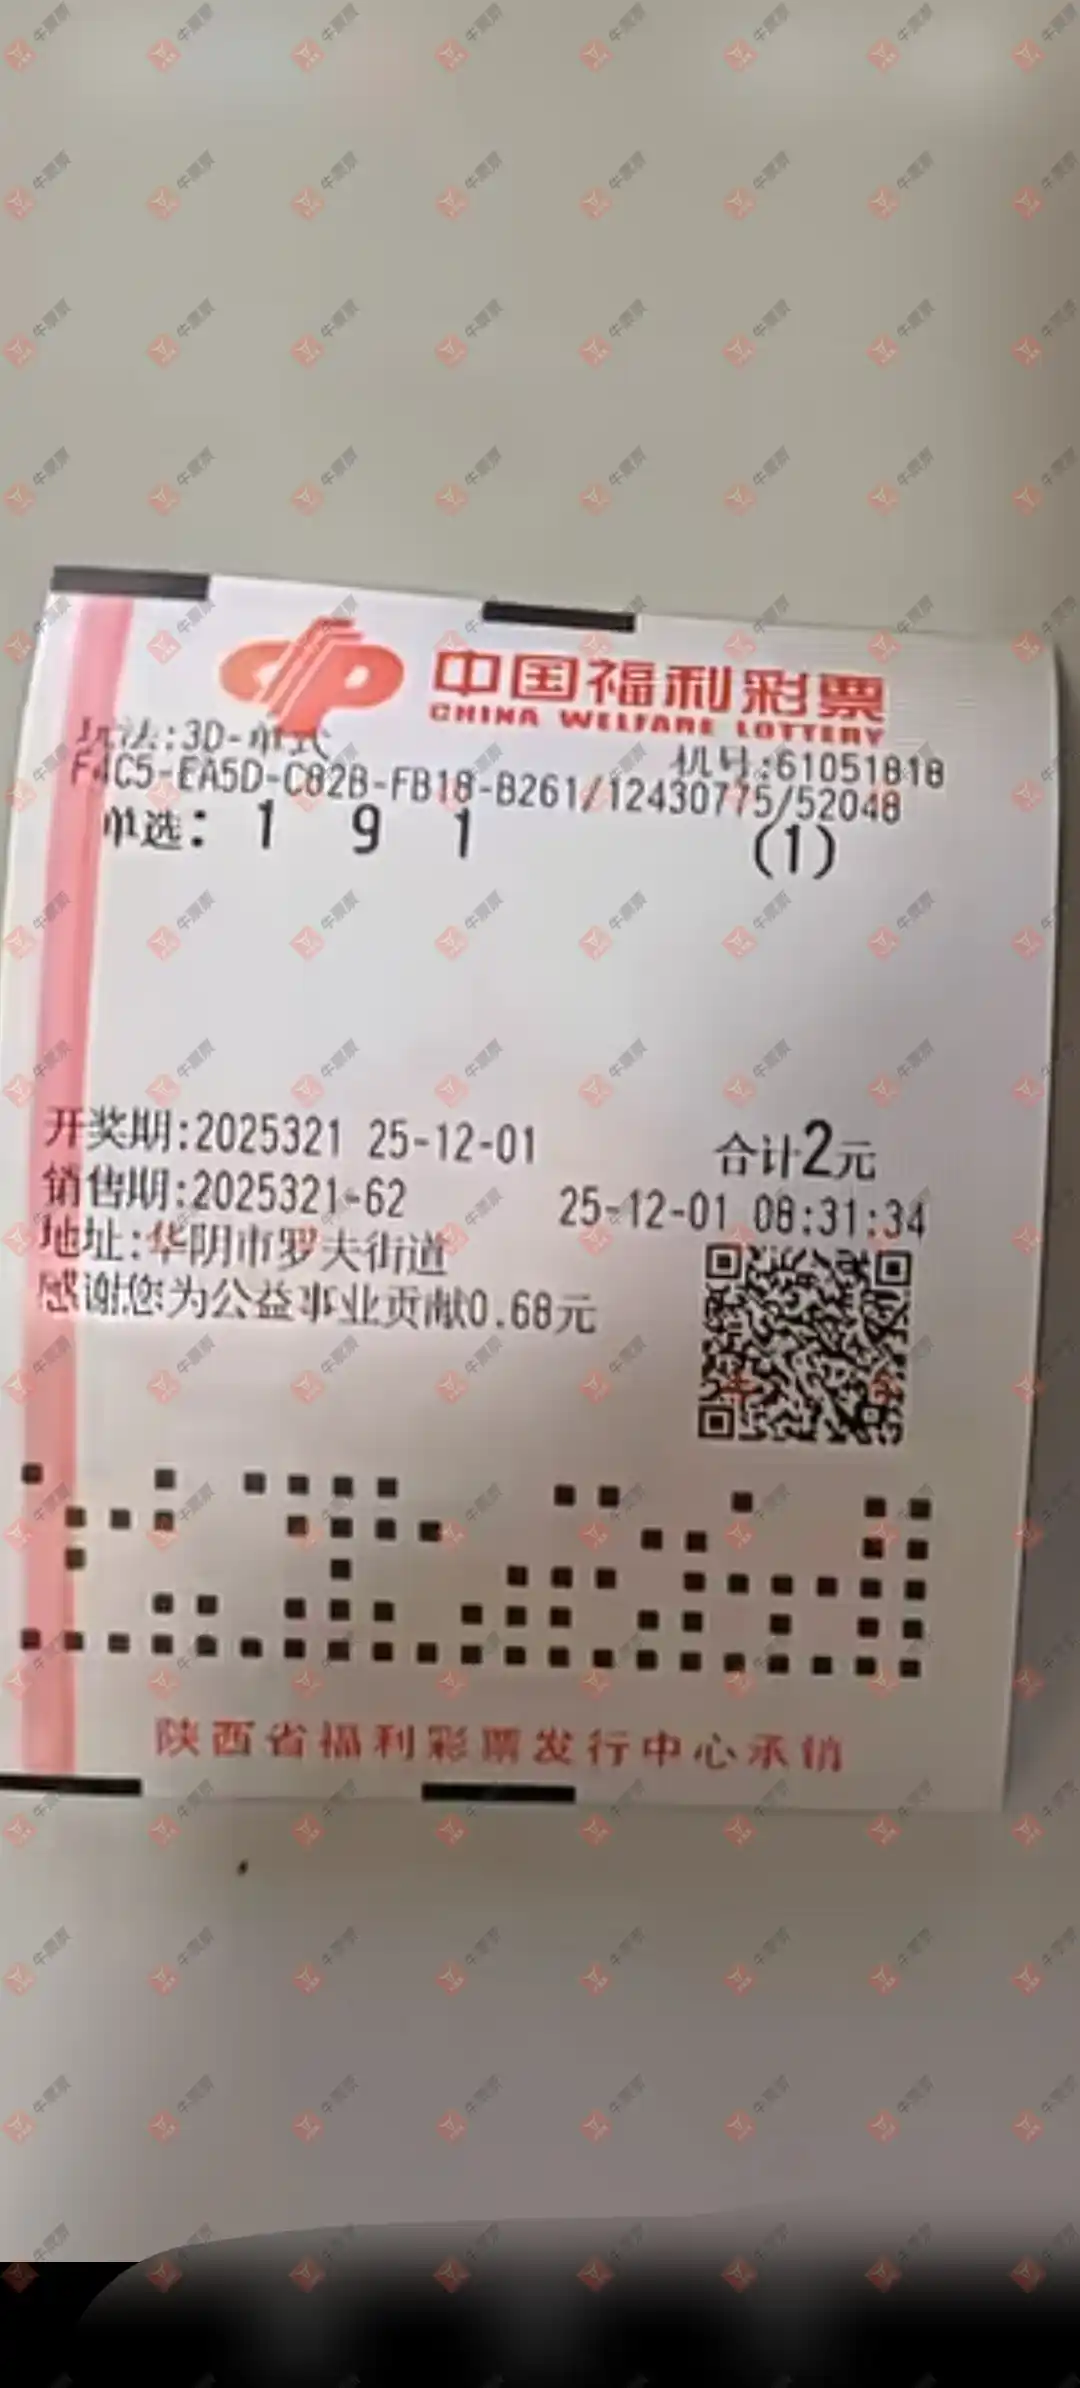 中国福利彩票
CHINA WELFARE LOTTERY
玩法:3D-单式
机号:61051818
F4C5-EA5D-C82B-FB18-B261/12430775/52048
单选: 1 9 1 (1)
开奖期:2025321 25-12-01 合计2元
销售期:2025321-62 25-12-01 08:31:34
地址:华阴市罗夫街道
感谢您为公益事业贡献0.68元
陕西省福利彩票发行中心承销
牛票票